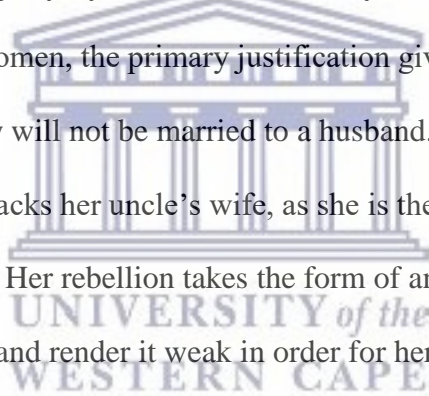 omen, the primary justification giv
will not be married to a husband.
acks her uncle’s wife, as she is the
Her rebellion takes the form of an
UNIVERSITY of the
and render it weak in order for her
WESTERN CAPE